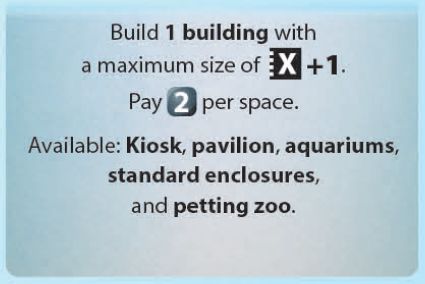 Build 1 building with
a maximum size of X +1.
Pay 2 per space.
Available: Kiosk, pavilion, aquariums,
standard enclosures,
and petting zoo.